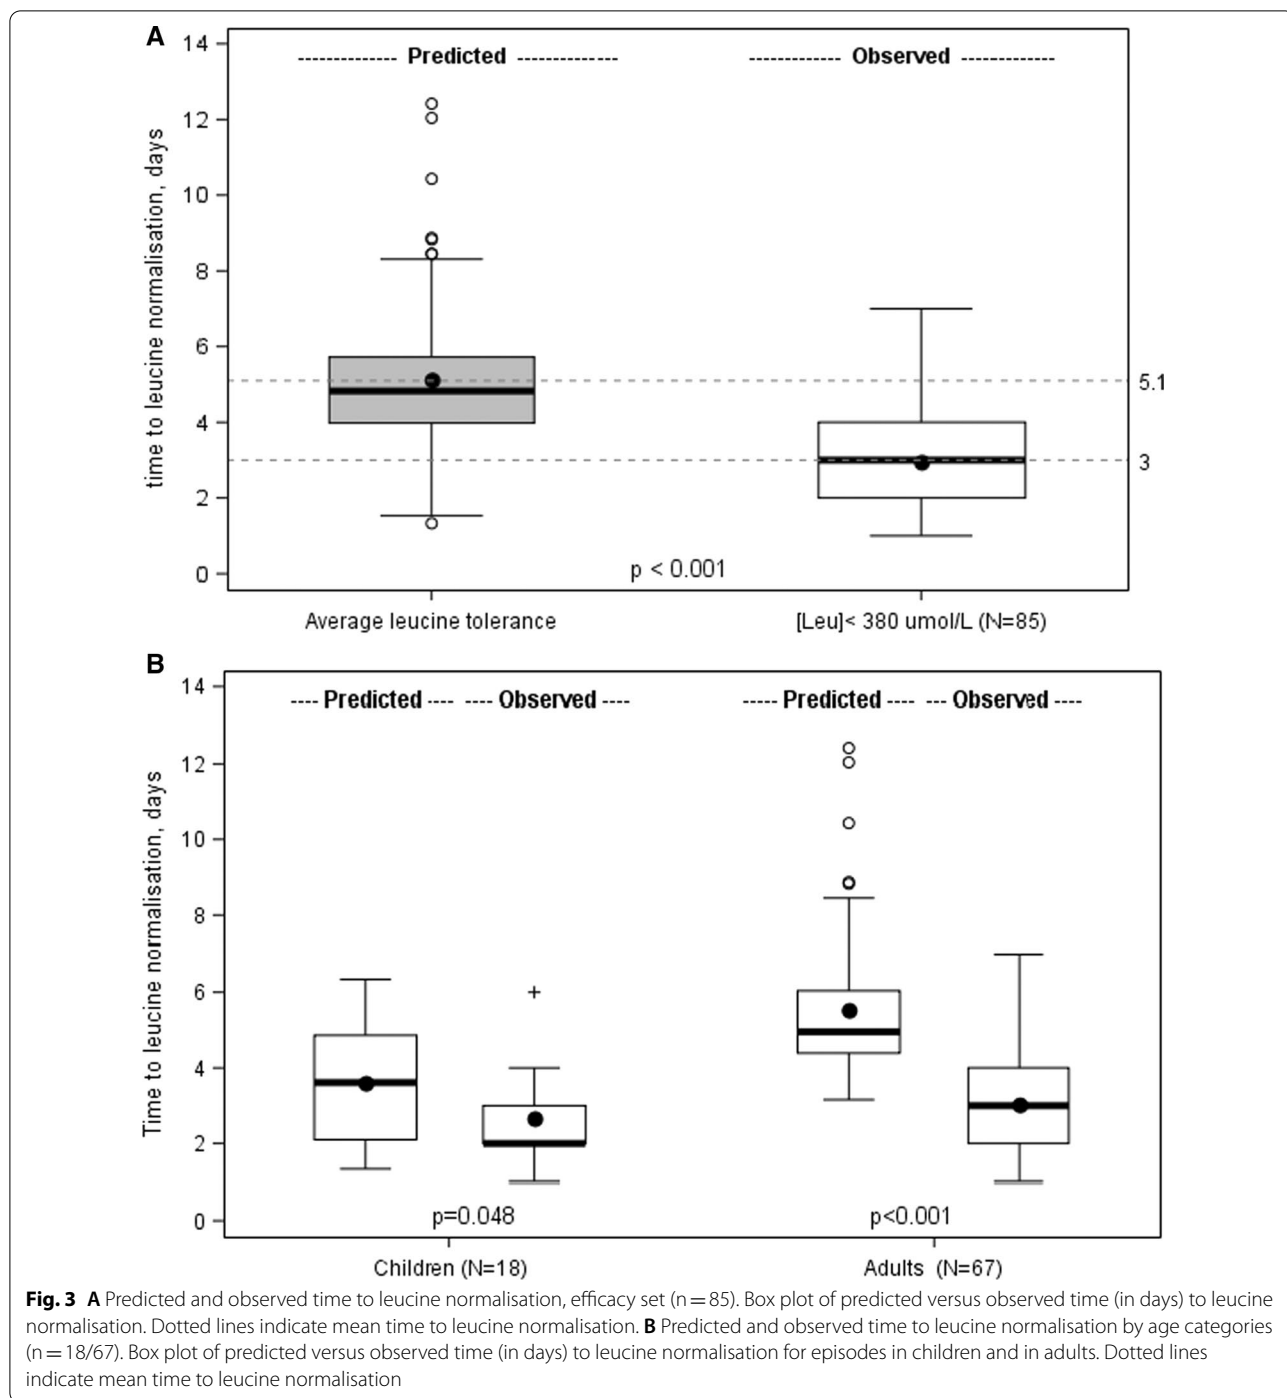 A
14
------------- Predicted -------------
------------- Observed -------------
12
10
8
6
4
2
0
time to leucine normalisation, days
5.1
3
p < 0.001
Average leucine tolerance
[Leu]< 380 umol/L (N=85)
B
14
---- Predicted ---- ---- Observed ----
----- Predicted ---- --- Observed ----
12
10
8
6
4
2
0
Time to leucine normalisation, days
p=0.048
p<0.001
Children (N=18)
Adults (N=67)
Fig. 3 A Predicted and observed time to leucine normalisation, efficacy set (n = 85). Box plot of predicted versus observed time (in days) to leucine
normalisation. Dotted lines indicate mean time to leucine normalisation. B Predicted and observed time to leucine normalisation by age categories
(n = 18/67). Box plot of predicted versus observed time (in days) to leucine normalisation for episodes in children and in adults. Dotted lines
indicate mean time to leucine normalisation